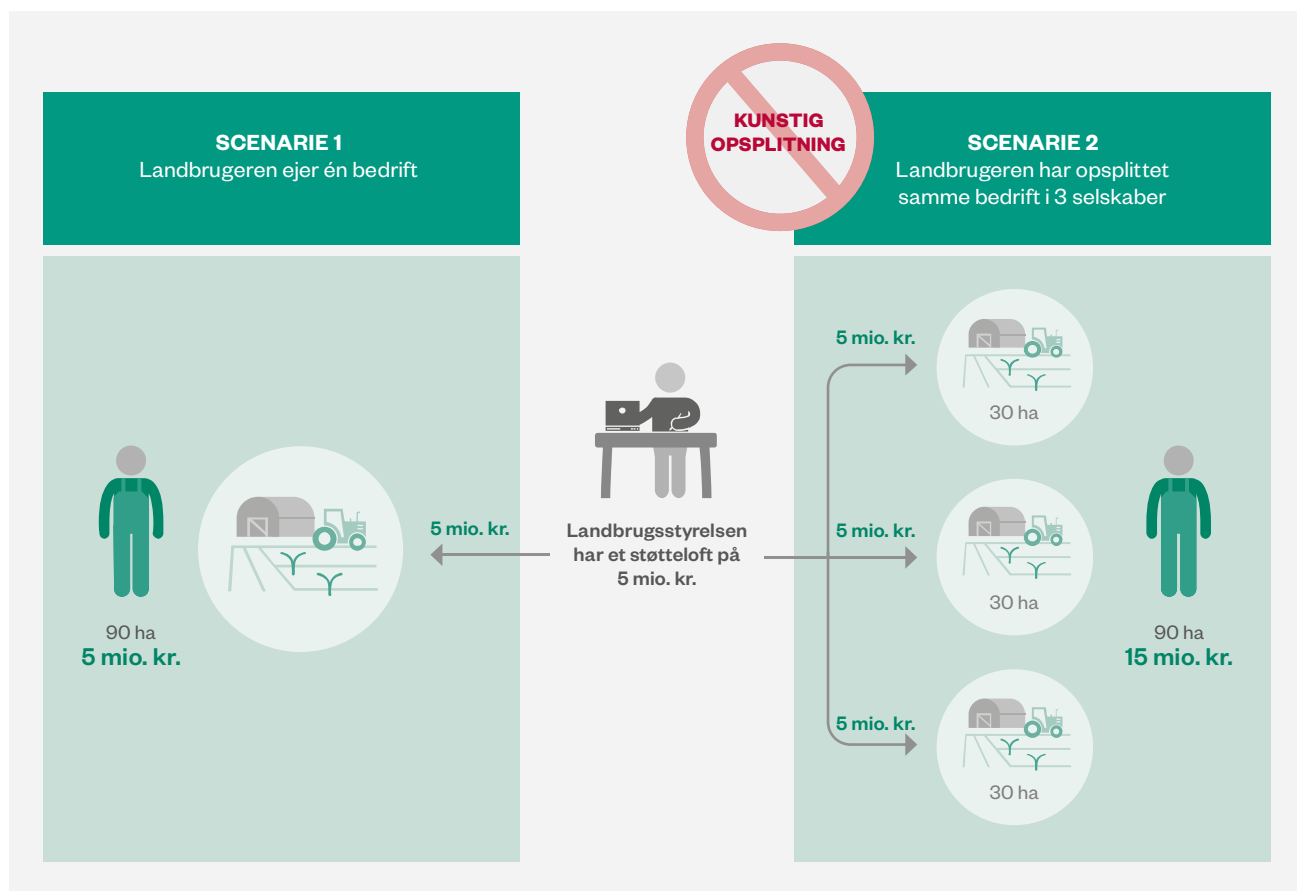 SCENARIE 1
Landbrugeren ejer én bedrift
5 mio. kr.
90 ha
5 mio. kr.
Landbrugsstyrelsen
har et støtteloft på
5 mio. kr.
KUNSTIG
OPSPLITNING
SCENARIE 2
Landbrugeren har opsplittet
samme bedrift i 3 selskaber
5 mio. kr.
30 ha
5 mio. kr.
30 ha
5 mio. kr.
30 ha
90 ha
15 mio. kr.